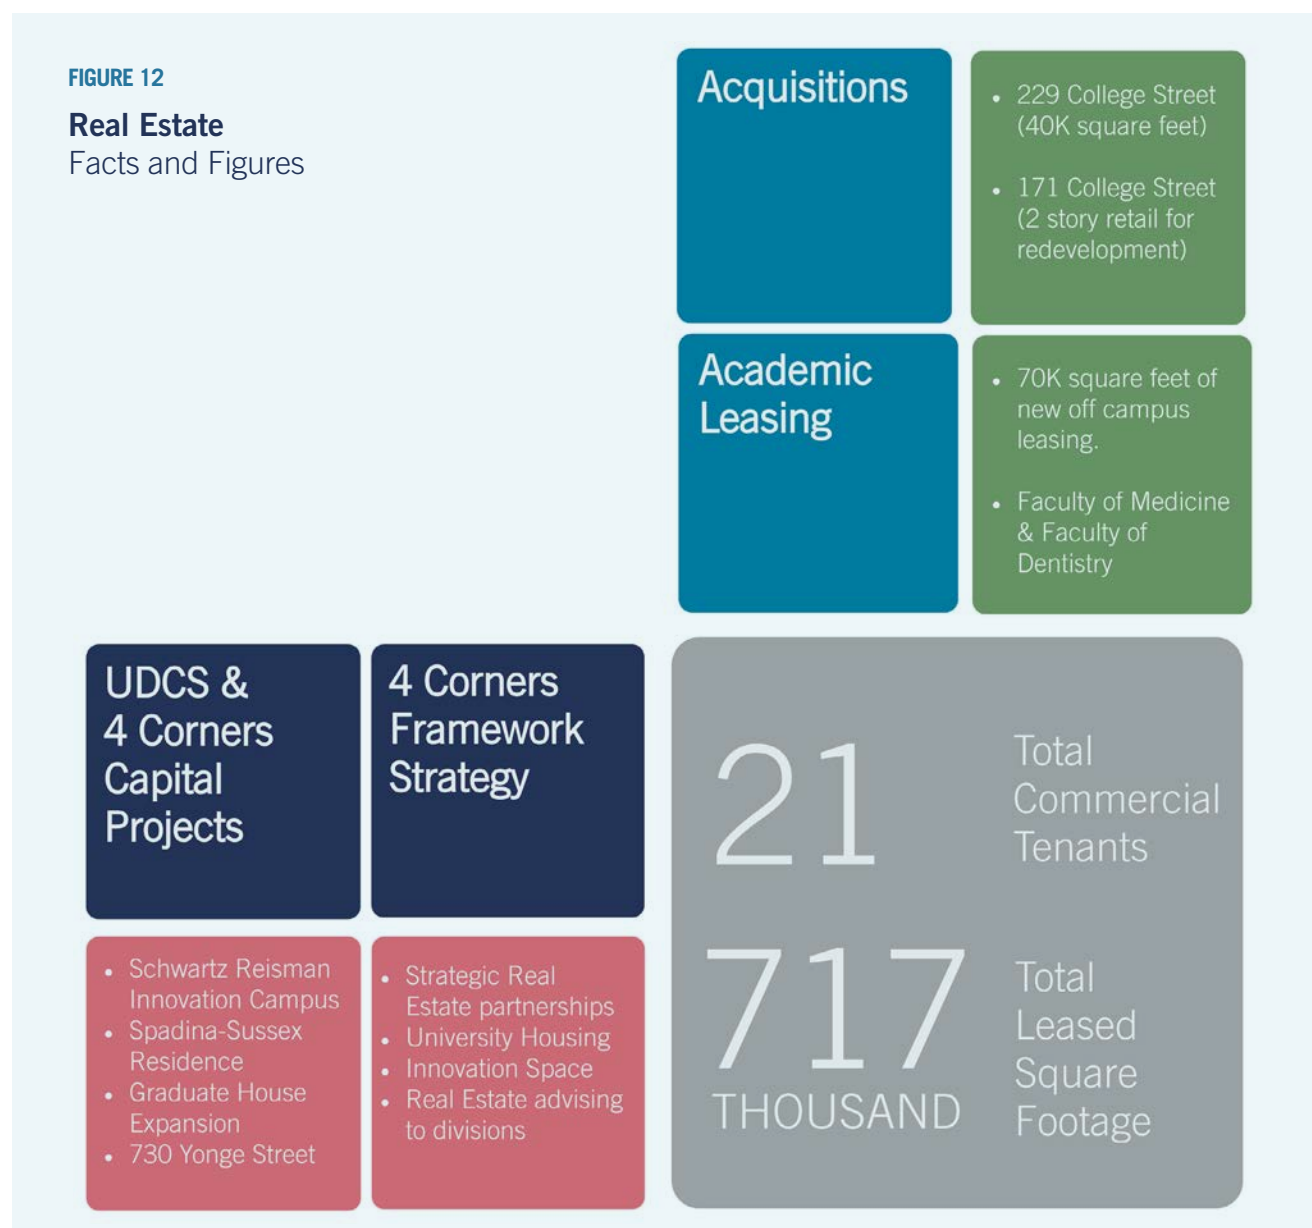 FIGURE 12
Real Estate
Facts and Figures
Acquisitions
• 229 College Street
(40K square feet)
• 171 College Street
(2 story retail for
redevelopment)
Academic
Leasing
• 70K square feet of
new off campus
leasing.
• Faculty of Medicine
& Faculty of
Dentistry
UDCS &
4 Corners
Capital
Projects
• Schwartz Reisman
Innovation Campus
• Spadina-Sussex
Residence
• Graduate House
Expansion
• 730 Yonge Street
4 Corners
Framework
Strategy
• Strategic Real
Estate partnerships
• University Housing
• Innovation Space
• Real Estate advising
to divisions
21
Total
Commercial
Tenants
717
THOUSAND
Total
Leased
Square
Footage